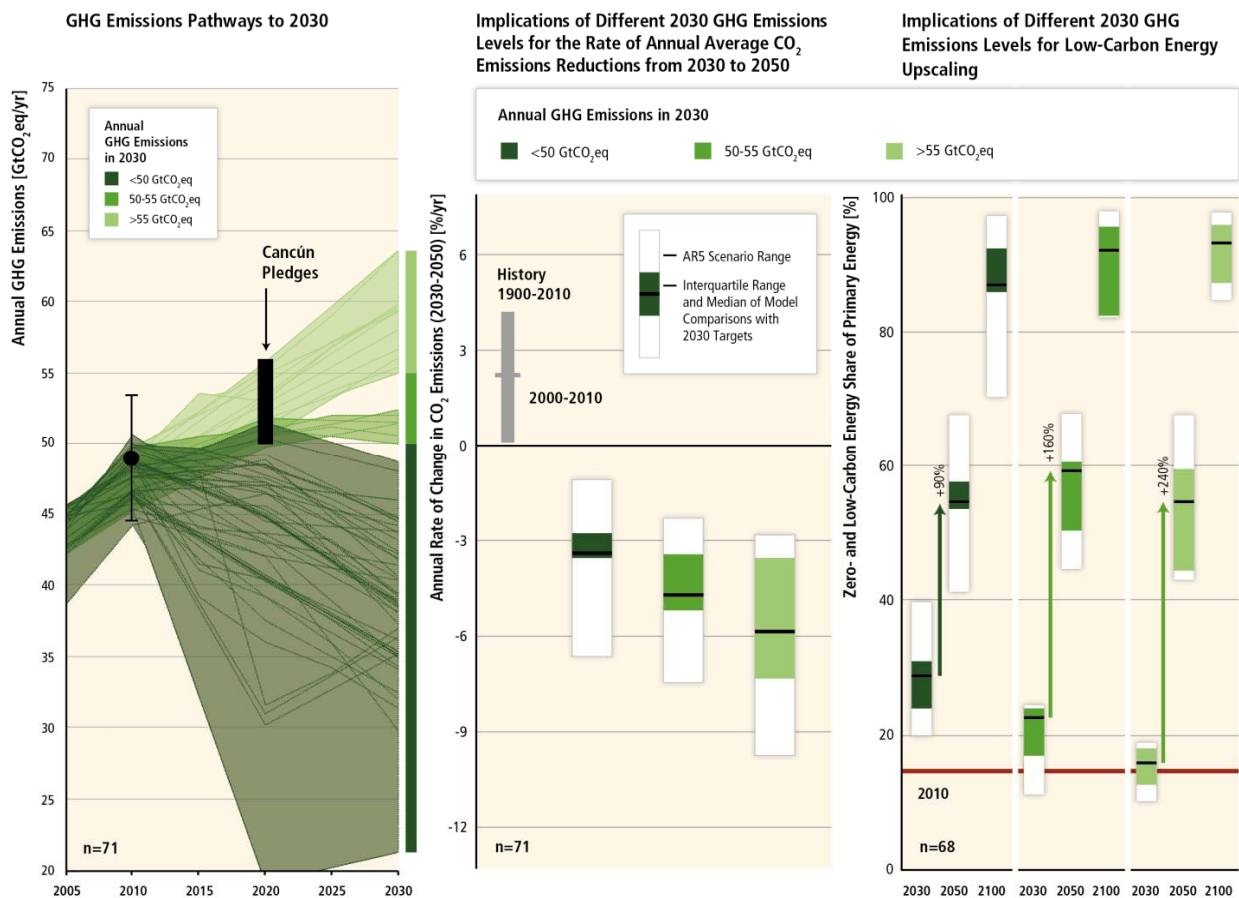 GHG Emissions Pathways to 2030
Annual GHG Emissions [GtCO₂eq/yr]
75
70
65
60
55
50
45
40
35
30
25
20
Annual
GHG Emissions
in 2030
<50 GtCO₂eq
50-55 GtCO₂eq
>55 GtCO₂eq
Cancún
Pledges
n=71
2005
2010
2015
2020
2025
2030
Implications of Different 2030 GHG Emissions
Levels for the Rate of Annual Average CO₂
Emissions Reductions from 2030 to 2050
Implications of Different 2030 GHG
Emissions Levels for Low-Carbon Energy
Upscaling
Annual GHG Emissions in 2030
<50 GtCO₂eq
50-55 GtCO₂eq
>55 GtCO₂eq
Annual Rate of Change in CO₂ Emissions (2030-2050) [%/yr]
6
3
0
-3
-6
-9
-12
History
1900-2010
2000-2010
AR5 Scenario Range
Interquartile Range
and Median of Model
Comparisons with
2030 Targets
n=71
Zero- and Low-Carbon Energy Share of Primary Energy [%]
100
80
60
40
20
0
+90%
+160%
+240%
2010
n=68
2030
2050
2100
2030
2050
2100
2030
2050
2100